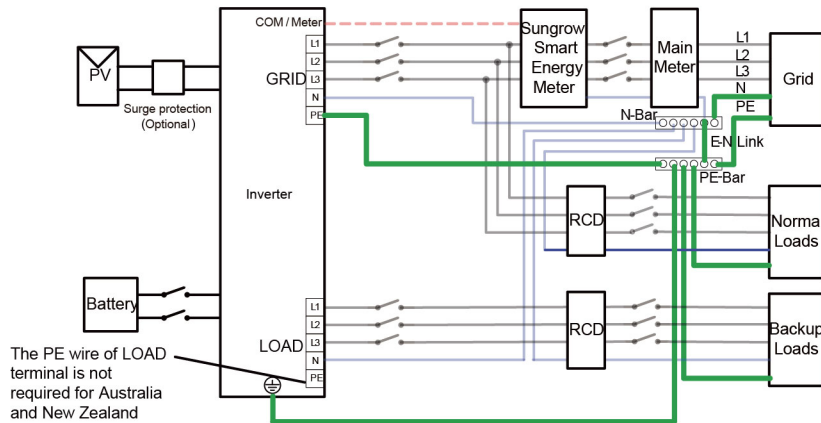 COM / Meter
L1
L2
GRID
L3
N
PE
PV
Surge protection
(Optional)
Sungrow
Smart
Energy
Meter
Main
Meter
L1
L2
L3
N
PE
Grid
N-Bar
E-N Link
PE-Bar
Inverter
RCD
Normal
Loads
Battery
L1
L2
LOAD
L3
N
PE
RCD
Backup
Loads
The PE wire of LOAD
terminal is not
required for Australia
and New Zealand